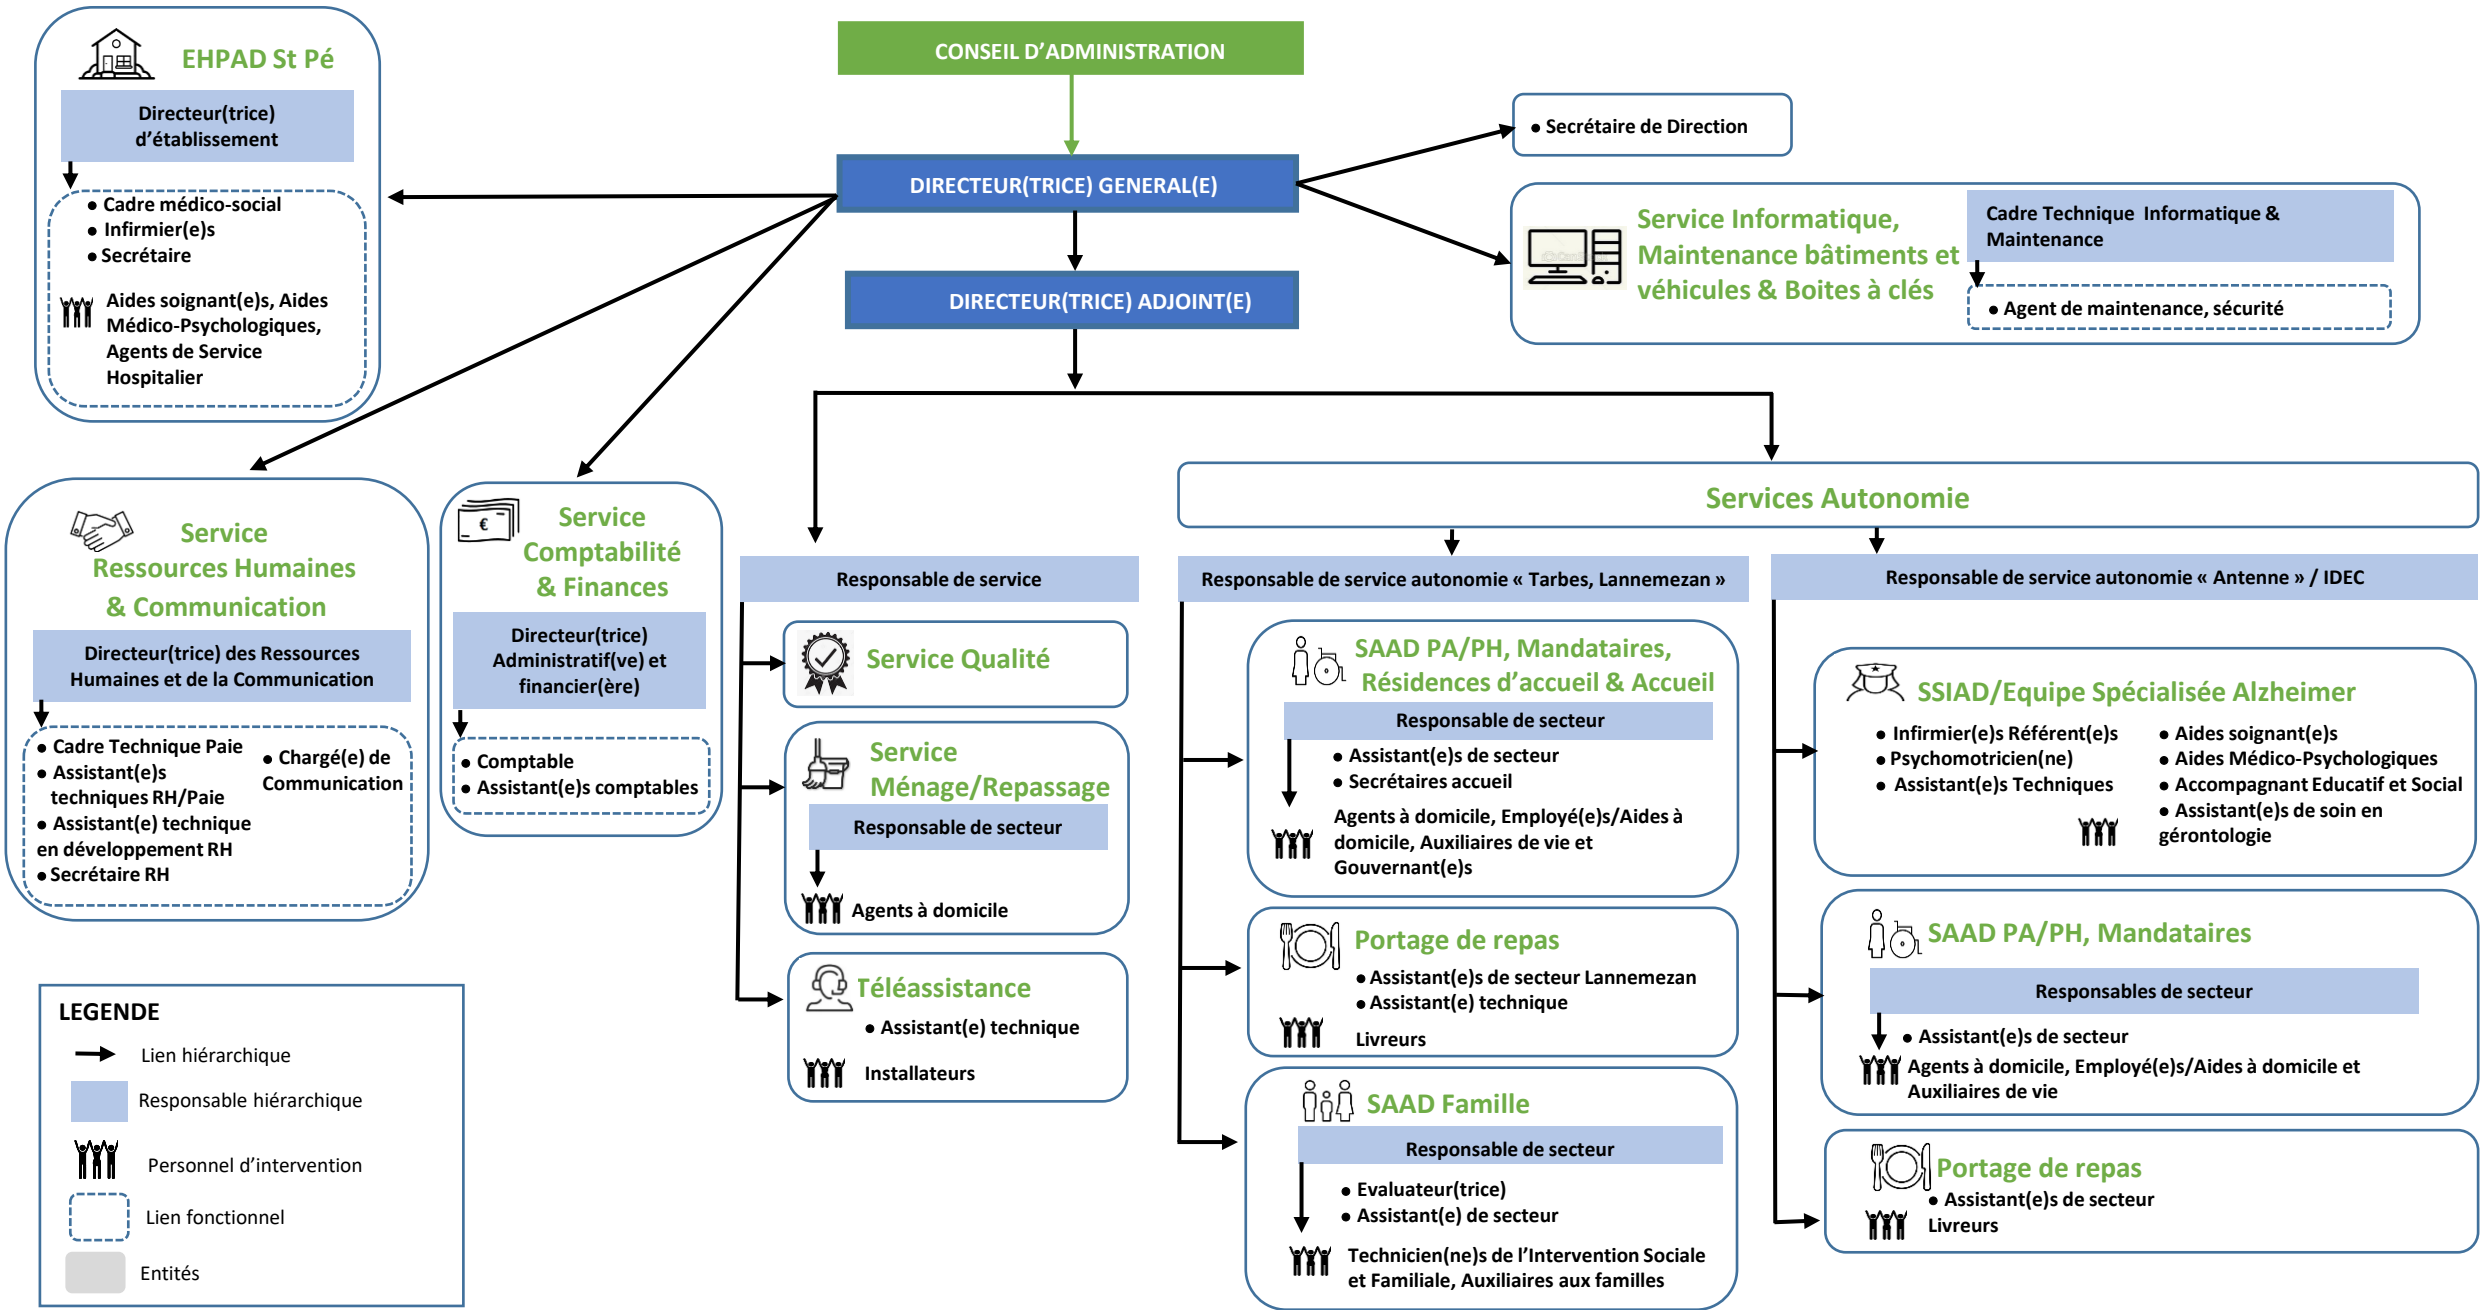 EHPAD St Pé
Directeur(trice)
d'établissement
● Cadre médico-social
● Infirmier(e)s
● Secrétaire
Aides soignant(e)s, Aides
Médico-Psychologiques,
Agents de Service
Hospitalier
CONSEIL D'ADMINISTRATION
DIRECTEUR(TRICE) GENERAL(E)
DIRECTEUR(TRICE) ADJOINT(E)
● Secrétaire de Direction
Service Informatique,
Maintenance bâtiments et
véhicules & Boites à clés
Cadre Technique Informatique &
Maintenance
● Agent de maintenance, sécurité
Service
Ressources Humaines
& Communication
Directeur(trice) des Ressources
Humaines et de la Communication
● Cadre Technique Paie
● Assistant(e)s
techniques RH/Paie
● Assistant(e) technique
en développement RH
● Secrétaire RH
● Chargé(e) de
Communication
Service
Comptabilité
& Finances
Directeur(trice)
Administratif(ve) et
financier(ère)
● Comptable
● Assistant(e)s comptables
Responsable de service
Service Qualité
Service
Ménage/Repassage
Responsable de secteur
Agents à domicile
Téléassistance
● Assistant(e) technique
Installateurs
Services Autonomie
Responsable de service autonomie « Tarbes, Lannemezan »
SAAD PA/PH, Mandataires,
Résidences d'accueil & Accueil
Responsable de secteur
● Assistant(e)s de secteur
● Secrétaires accueil
Agents à domicile, Employé(e)s/Aides à
domicile, Auxiliaires de vie et
Gouvernant(e)s
Portage de repas
● Assistant(e)s de secteur Lannemezan
● Assistant(e) technique
Livreurs
SAAD Famille
Responsable de secteur
● Evaluateur(trice)
● Assistant(e) de secteur
Technicien(ne)s de l'Intervention Sociale
et Familiale, Auxiliaires aux familles
Responsable de service autonomie « Antenne » / IDEC
SSIAD/Equipe Spécialisée Alzheimer
● Infirmier(e)s Référent(e)s
● Psychomotricien(ne)
● Assistant(e)s Techniques
● Aides soignant(e)s
● Aides Médico-Psychologiques
● Accompagnant Educatif et Social
● Assistant(e)s de soin en
gérontologie
SAAD PA/PH, Mandataires
Responsables de secteur
● Assistant(e)s de secteur
Agents à domicile, Employé(e)s/Aides à domicile et
Auxiliaires de vie
Portage de repas
● Assistant(e)s de secteur
Livreurs
LEGENDE
Lien hiérarchique
Responsable hiérarchique
Personnel d'intervention
Lien fonctionnel
Entités